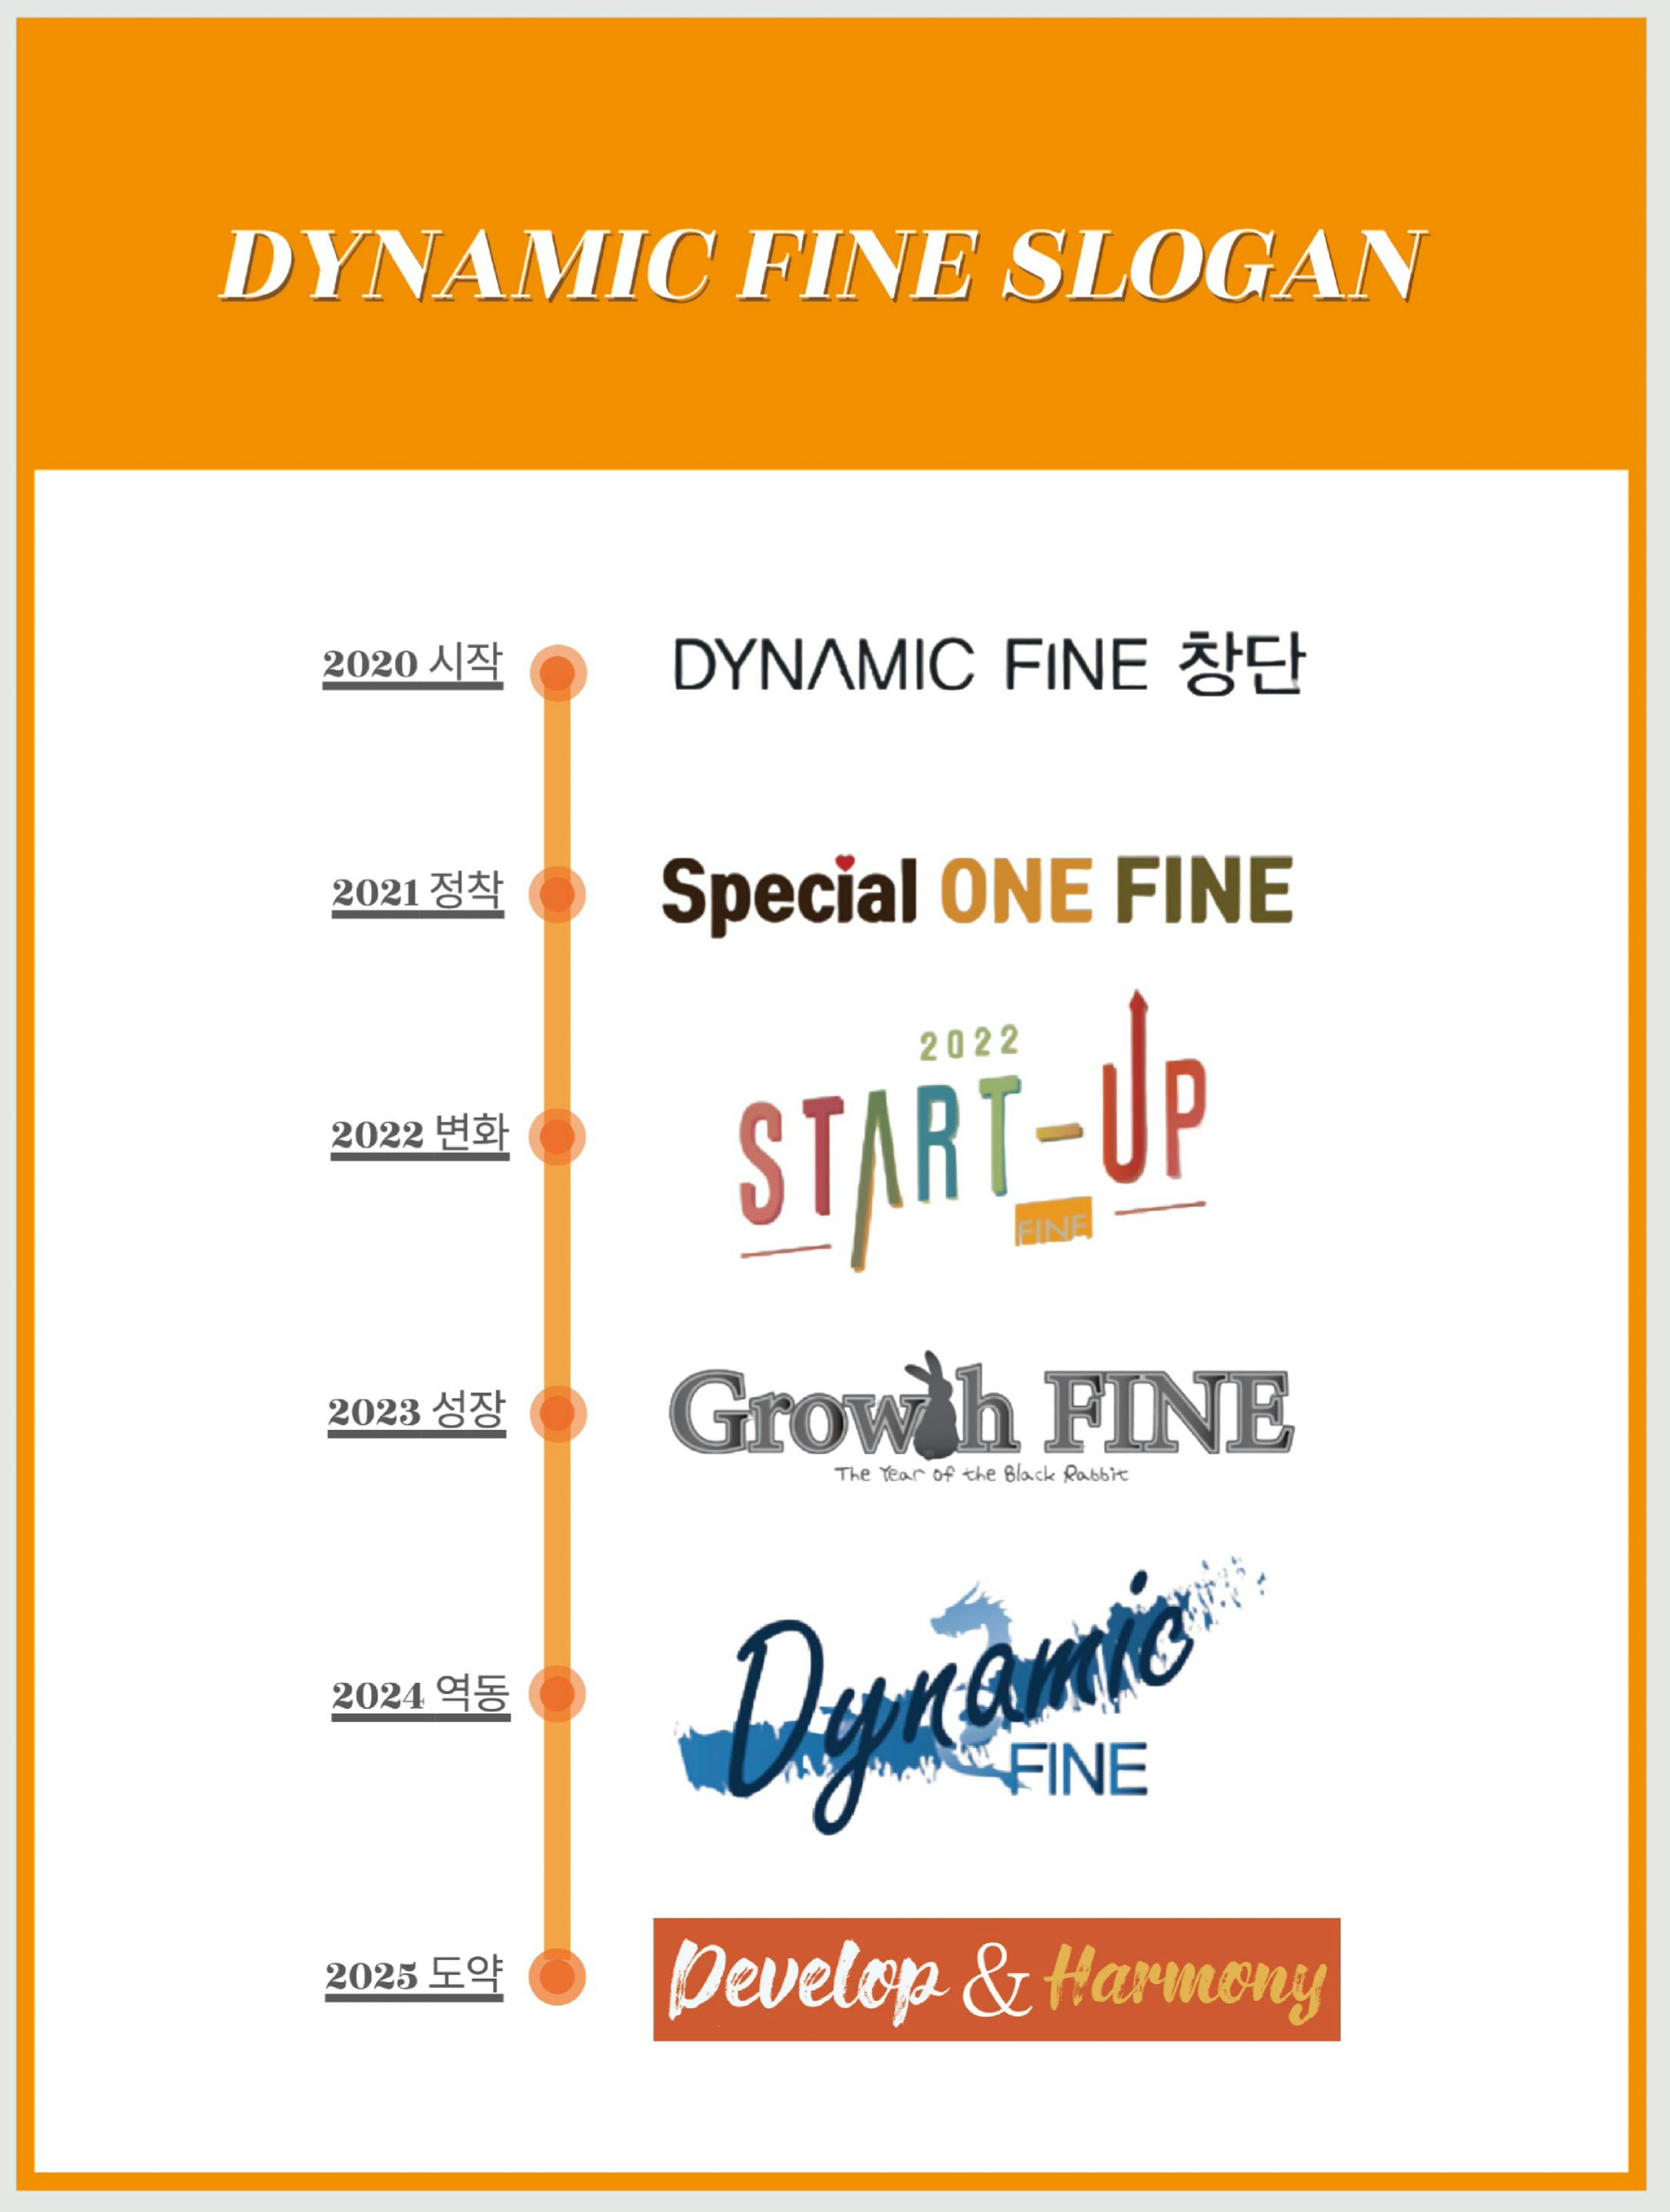 DYNAMIC FINE SLOGAN
2020 시작
DYNAMIC FINE 창단
2021 정착
Special ONE FINE
2022 변화
2022
START-UP
FINE
2023 성장
Growth FINE
The Year of the Black Rabbit
2024 역동
Dynamic
FINE
2025 도약
Develop & Harmony